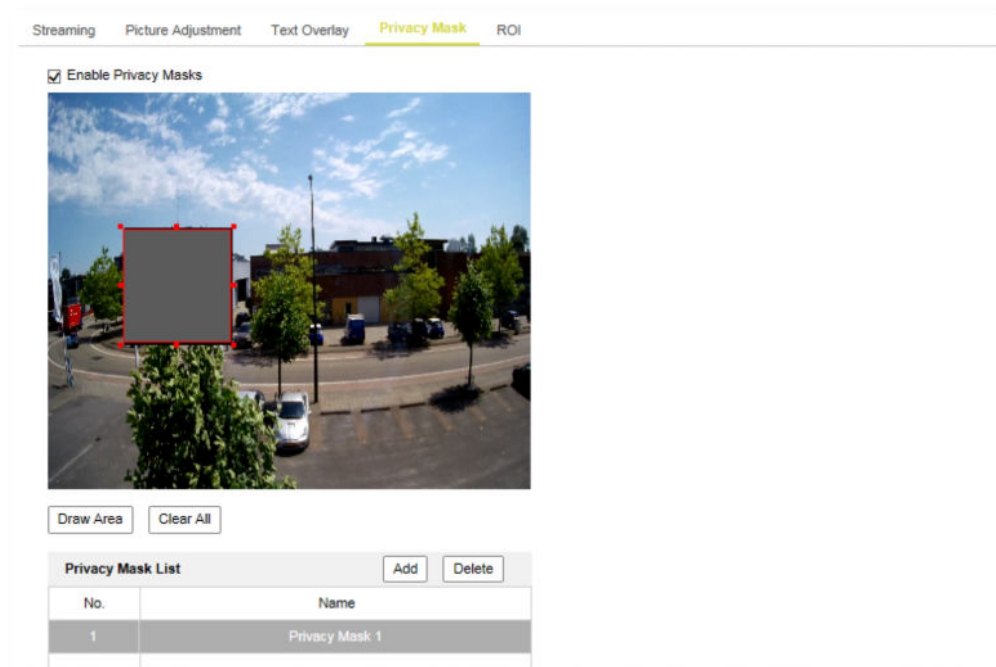 Streaming Picture Adjustment Text Overlay Privacy Mask ROI
Enable Privacy Masks
Draw Area Clear All
Privacy Mask List Add Delete
No. Name
1 Privacy Mask 1